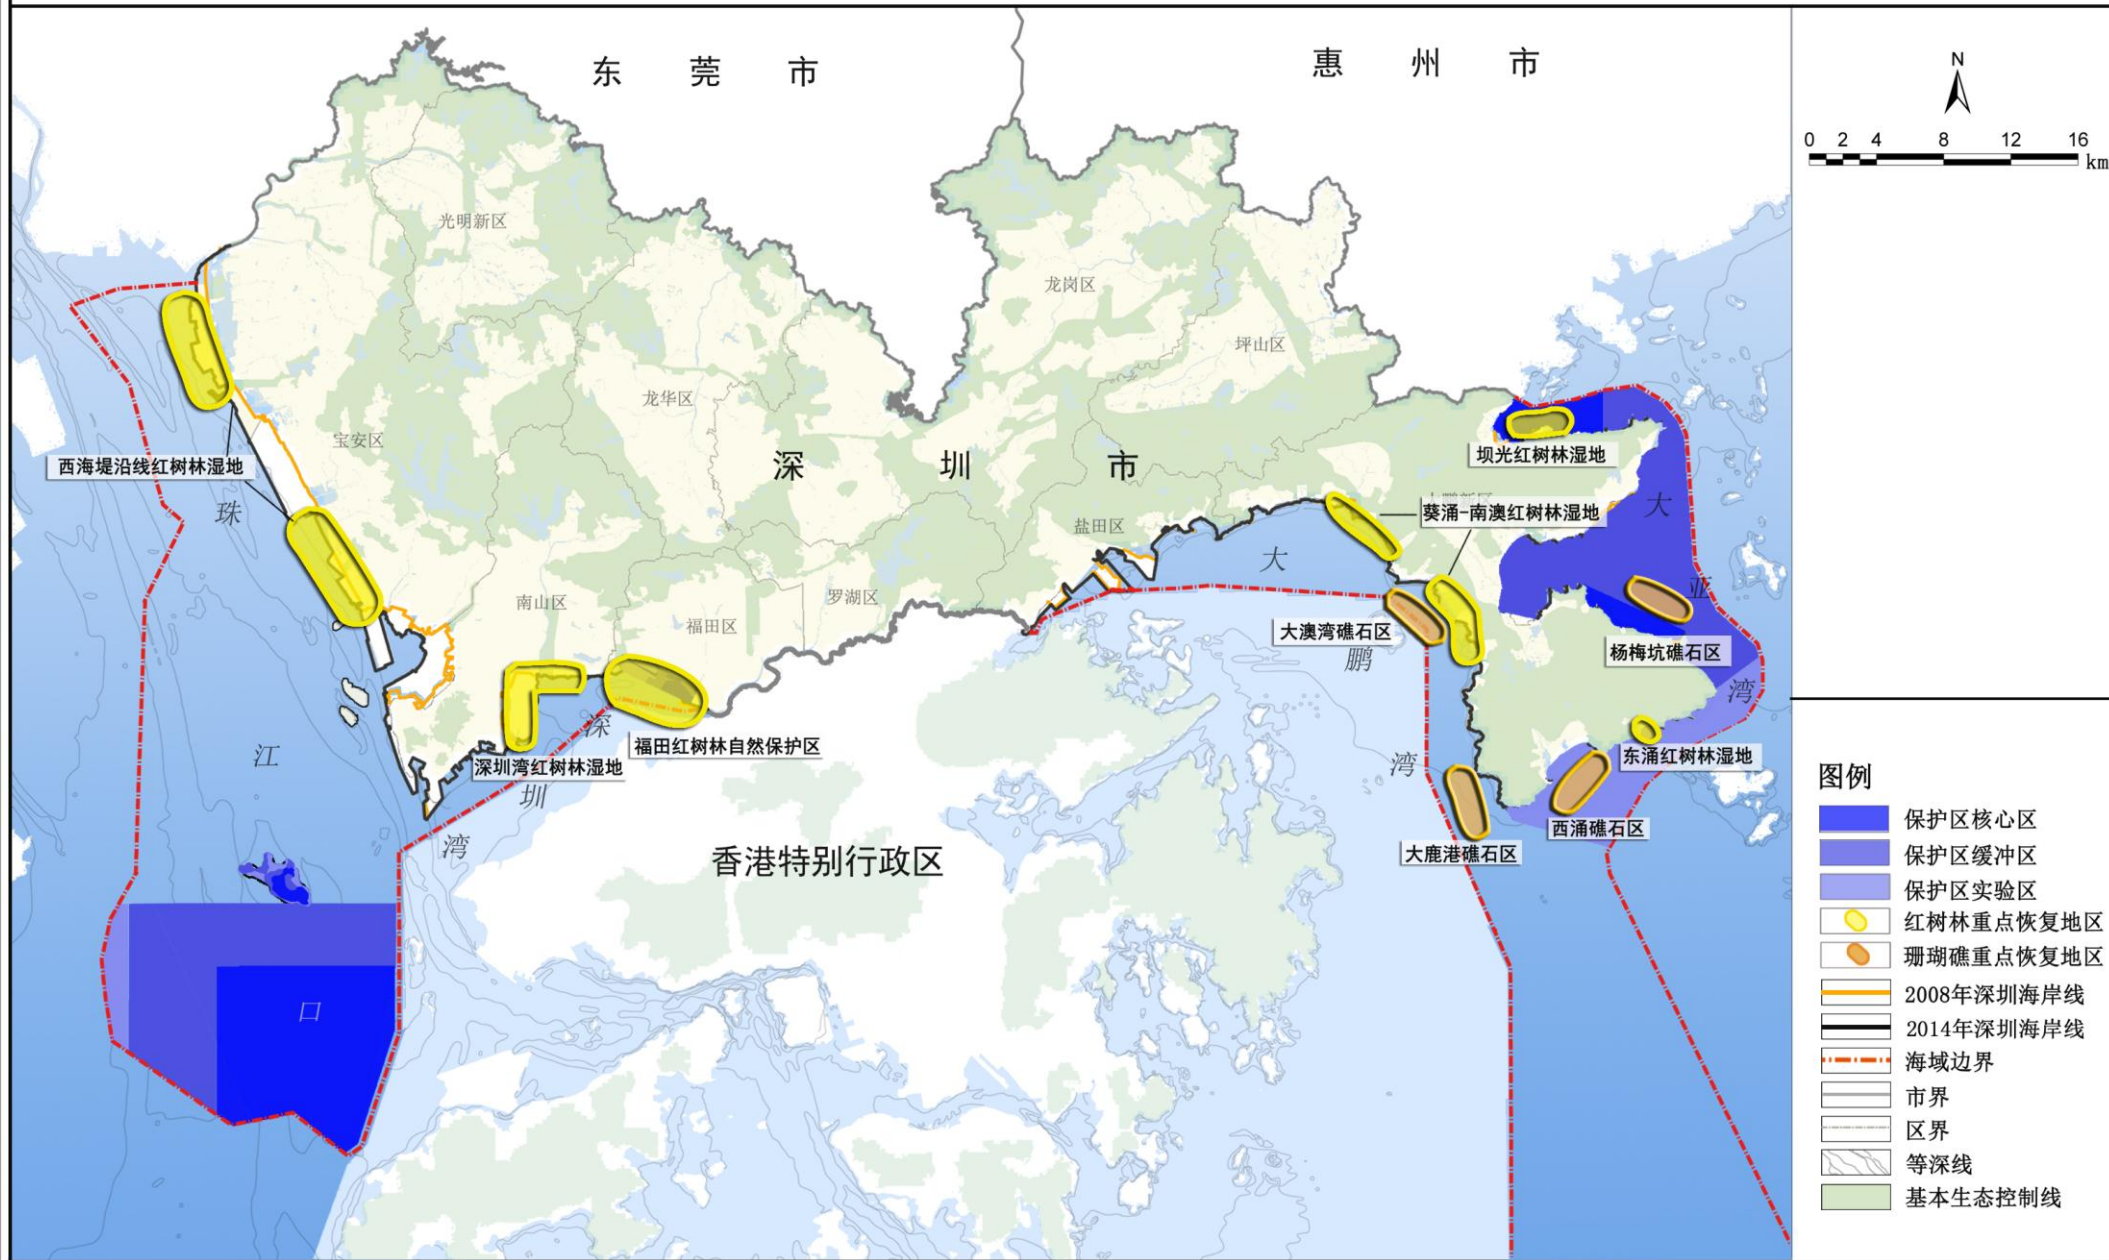 东莞市
惠州市
N
0 2 4 8 12 16
km
光明新区
龙岗区
坪山区
龙华区
宝安区
西海堤沿线红树林湿地
深圳市
坝光红树林湿地
大鹏新区
葵涌-南澳红树林湿地
盐田区
珠江口
大鹏湾
大亚湾
南山区
福田区
罗湖区
大澳湾礁石区
杨梅坑礁石区
福田红树林自然保护区
深圳湾红树林湿地
深圳湾
东涌红树林湿地
西涌礁石区
大鹿港礁石区
香港特别行政区
图例
保护区核心区
保护区缓冲区
保护区实验区
红树林重点恢复地区
珊瑚礁重点恢复地区
2008年深圳海岸线
2014年深圳海岸线
海域边界
市界
区界
等深线
基本生态控制线